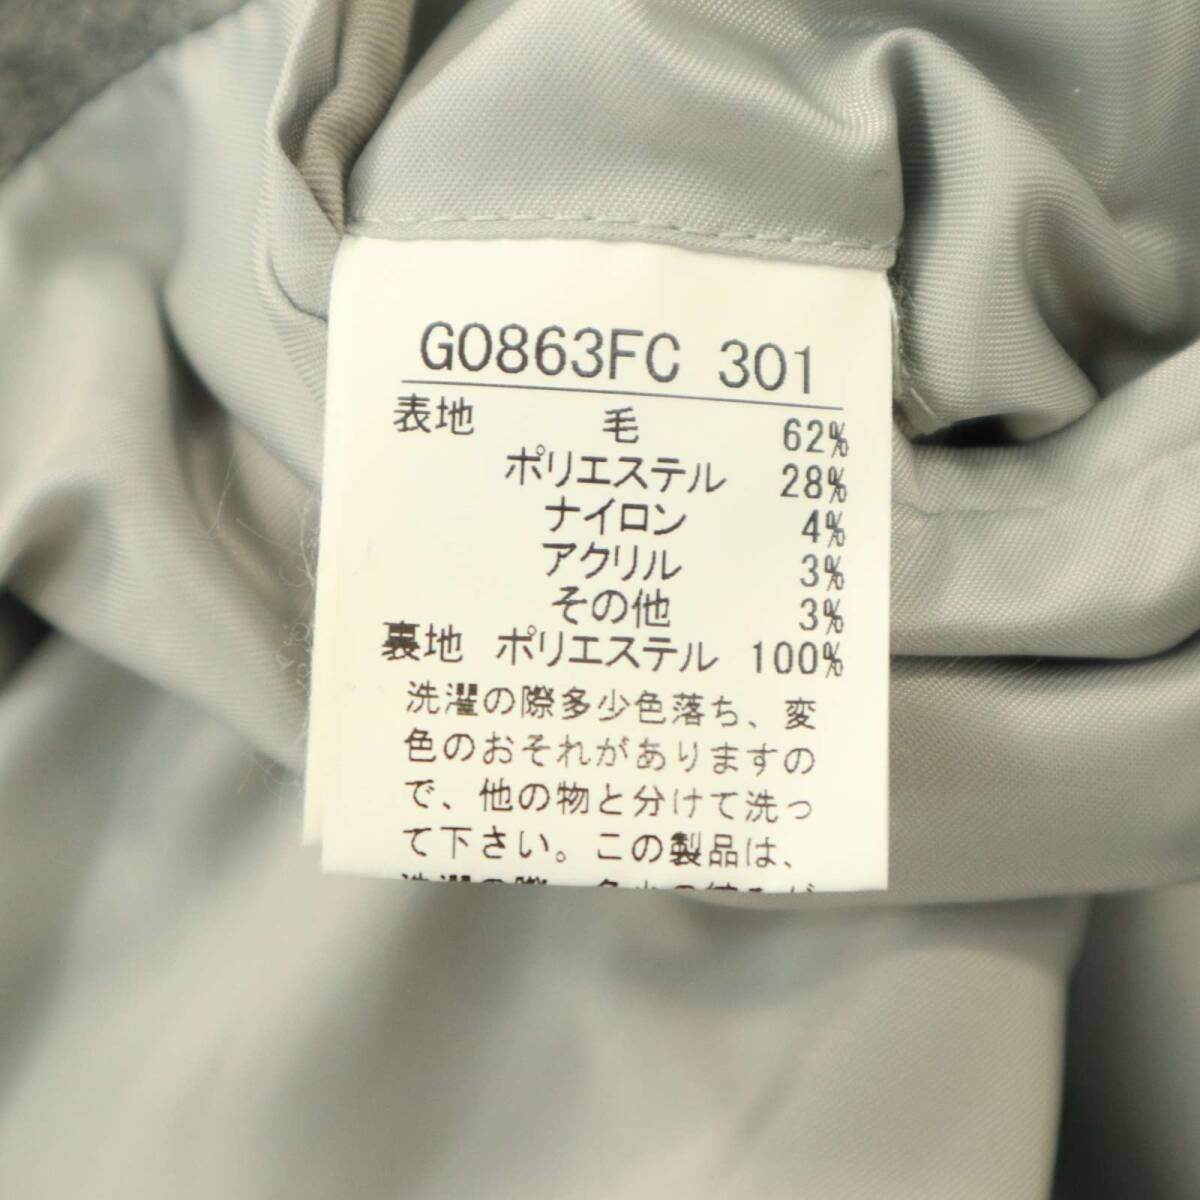 G0863FC 301
表地 毛 62%
ポリエステル 28%
ナイロン 4%
アクリル 3%
その他 3%
裏地 ポリエステル 100%
洗濯の際多少色落ち、変
色のおそれがありますの
で、他の物と分けて洗っ
て下さい。この製品は、